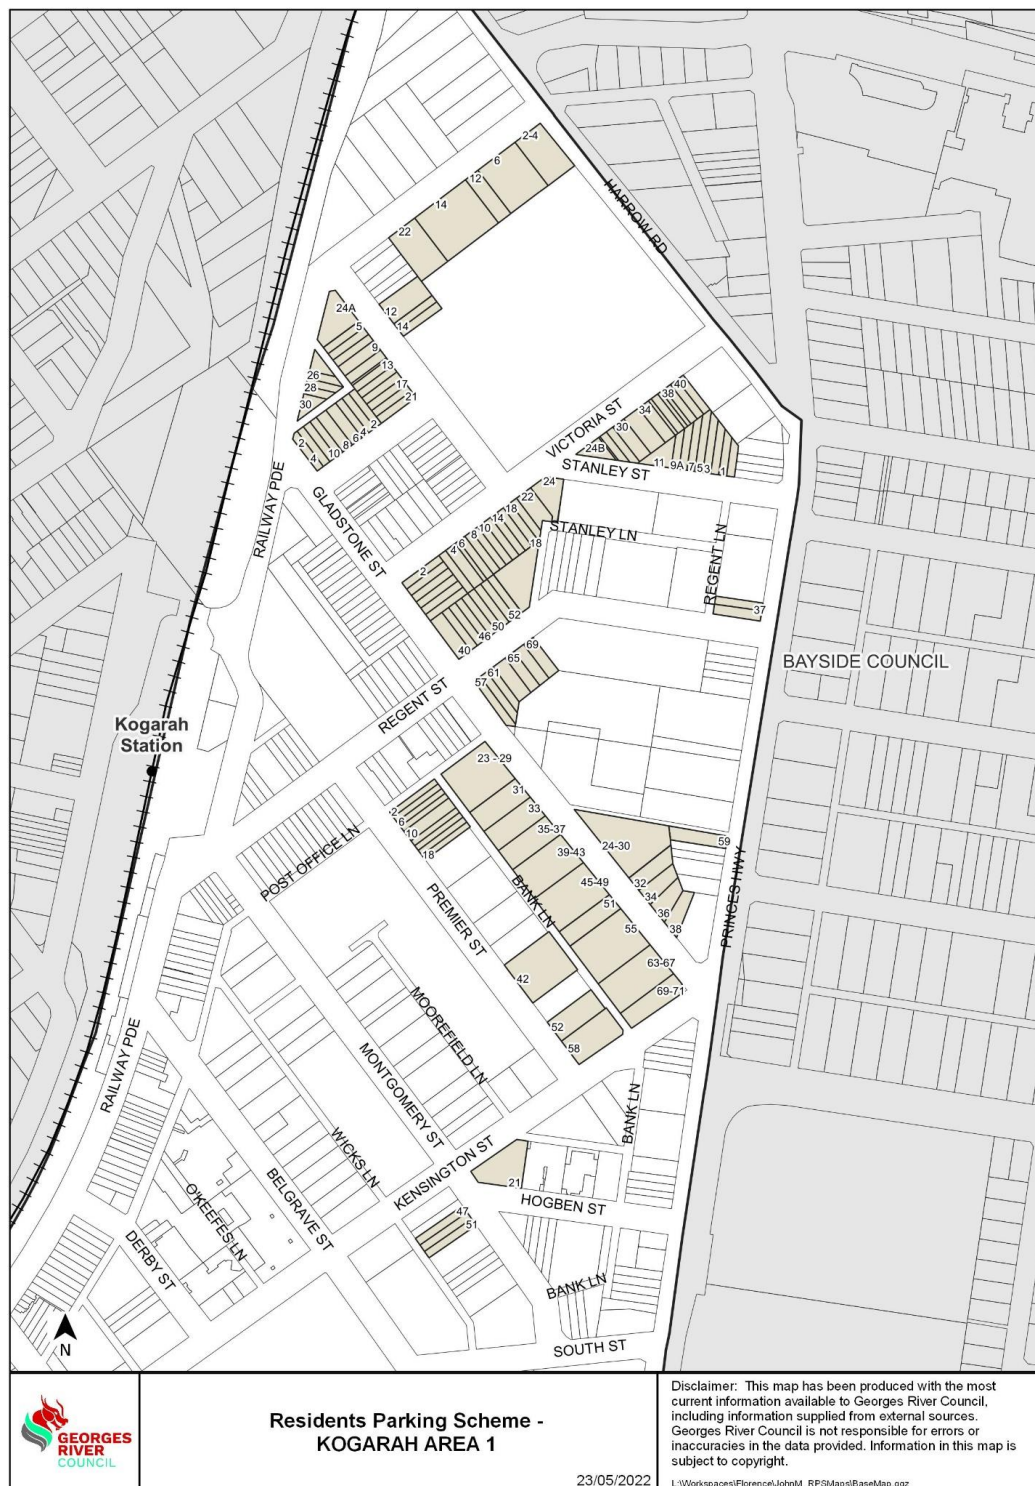 2-4
6
12
14
22
HARROW RD
24A
5
9
13
17
21
12
14
26
28
30
2
4
10
8
6
4
2
RAILWAY PDE
GLADSTONE ST
VICTORIA ST
40
38
34
30
24B
STANLEY ST
11
9A
7
5
3
1
24
22
18
14
10
8
6
4
2
18
STANLEY LN
REGENT LN
37
52
50
46
40
69
65
61
57
REGENT ST
BAYSIDE COUNCIL
Kogarah
Station
23 - 29
31
33
35-37
39-43
45-49
51
55
63-67
69-71
24-30
32
34
36
38
59
2
6
10
18
POST OFFICE LN
PREMIER ST
BANK LN
PRINCES HWY
42
52
58
MOOREFIELD LN
MONTGOMERY ST
RAILWAY PDE
WICKS LN
KENSINGTON ST
BANK LN
21
HOGBEN ST
47
51
O'KEEFES LN
BELGRAVE ST
DERBY ST
BANK LN
SOUTH ST
N
GEORGES
RIVER
COUNCIL
Residents Parking Scheme -
KOGARAH AREA 1
23/05/2022
Disclaimer: This map has been produced with the most
current information available to Georges River Council,
including information supplied from external sources.
Georges River Council is not responsible for errors or
inaccuracies in the data provided. Information in this map is
subject to copyright.
L:\Workspaces\Florence\JohnM_RPSMaps\BaseMap.qgz